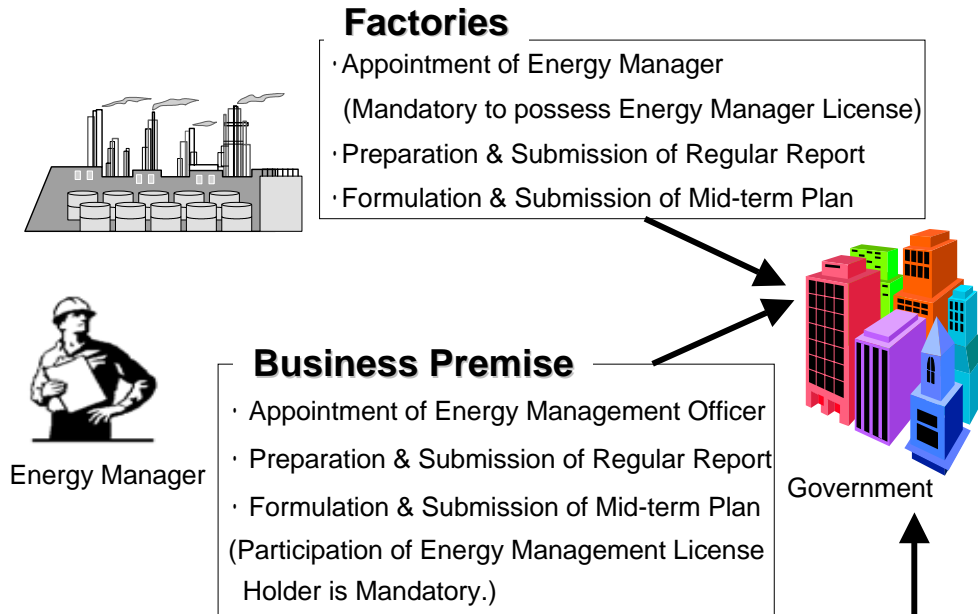 Factories
·Appointment of Energy Manager
(Mandatory to possess Energy Manager License)
·Preparation & Submission of Regular Report
·Formulation & Submission of Mid-term Plan
Business Premise
· Appointment of Energy Management Officer
· Preparation & Submission of Regular Report
· Formulation & Submission of Mid-term Plan
(Participation of Energy Management License
Holder is Mandatory.)
Energy Manager
Government